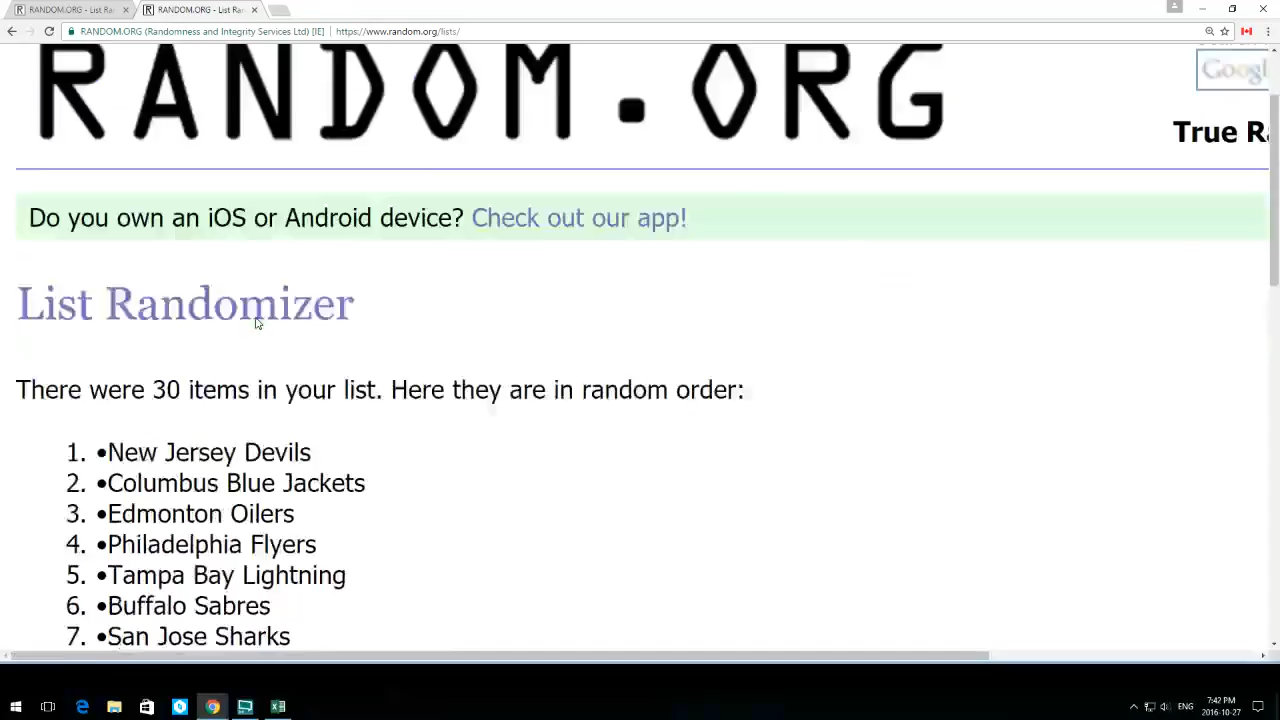 RANDOM.ORG - List Ra
RANDOM.ORG - List Ra
RANDOM.ORG (Randomness and Integrity Services Ltd) [IE]
https://www.random.org/lists/
RANDOM.ORG
Googl
True Ra
Do you own an iOS or Android device? Check out our app!
List Randomizer
There were 30 items in your list. Here they are in random order:
1. •New Jersey Devils
2. •Columbus Blue Jackets
3. •Edmonton Oilers
4. •Philadelphia Flyers
5. •Tampa Bay Lightning
6. •Buffalo Sabres
7. •San Jose Sharks
ENG
7:42 PM
2016-10-27